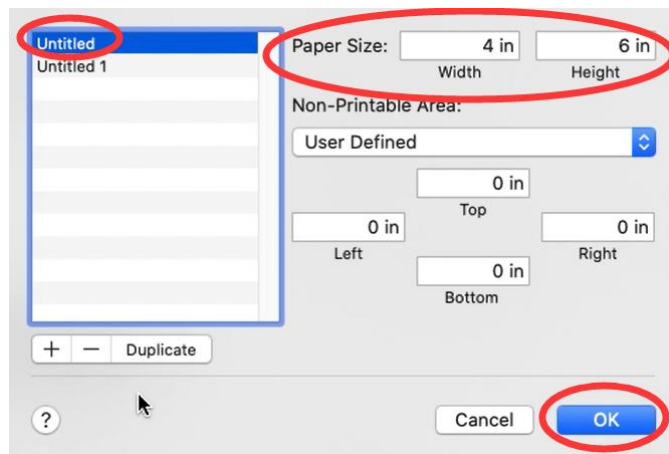 Untitled
Untitled 1
Paper Size: 4 in 6 in
Width Height
Non-Printable Area:
User Defined
0 in
Top
0 in 0 in
Left Right
0 in
Bottom
+ − Duplicate
? Cancel OK